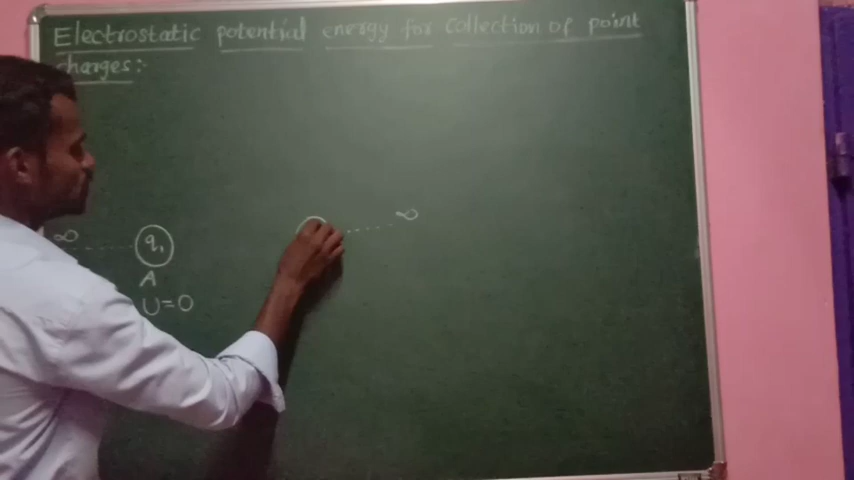 Electrostatic potential energy for Collection of point
charges:-
∞
∞
q₁
A
U=0